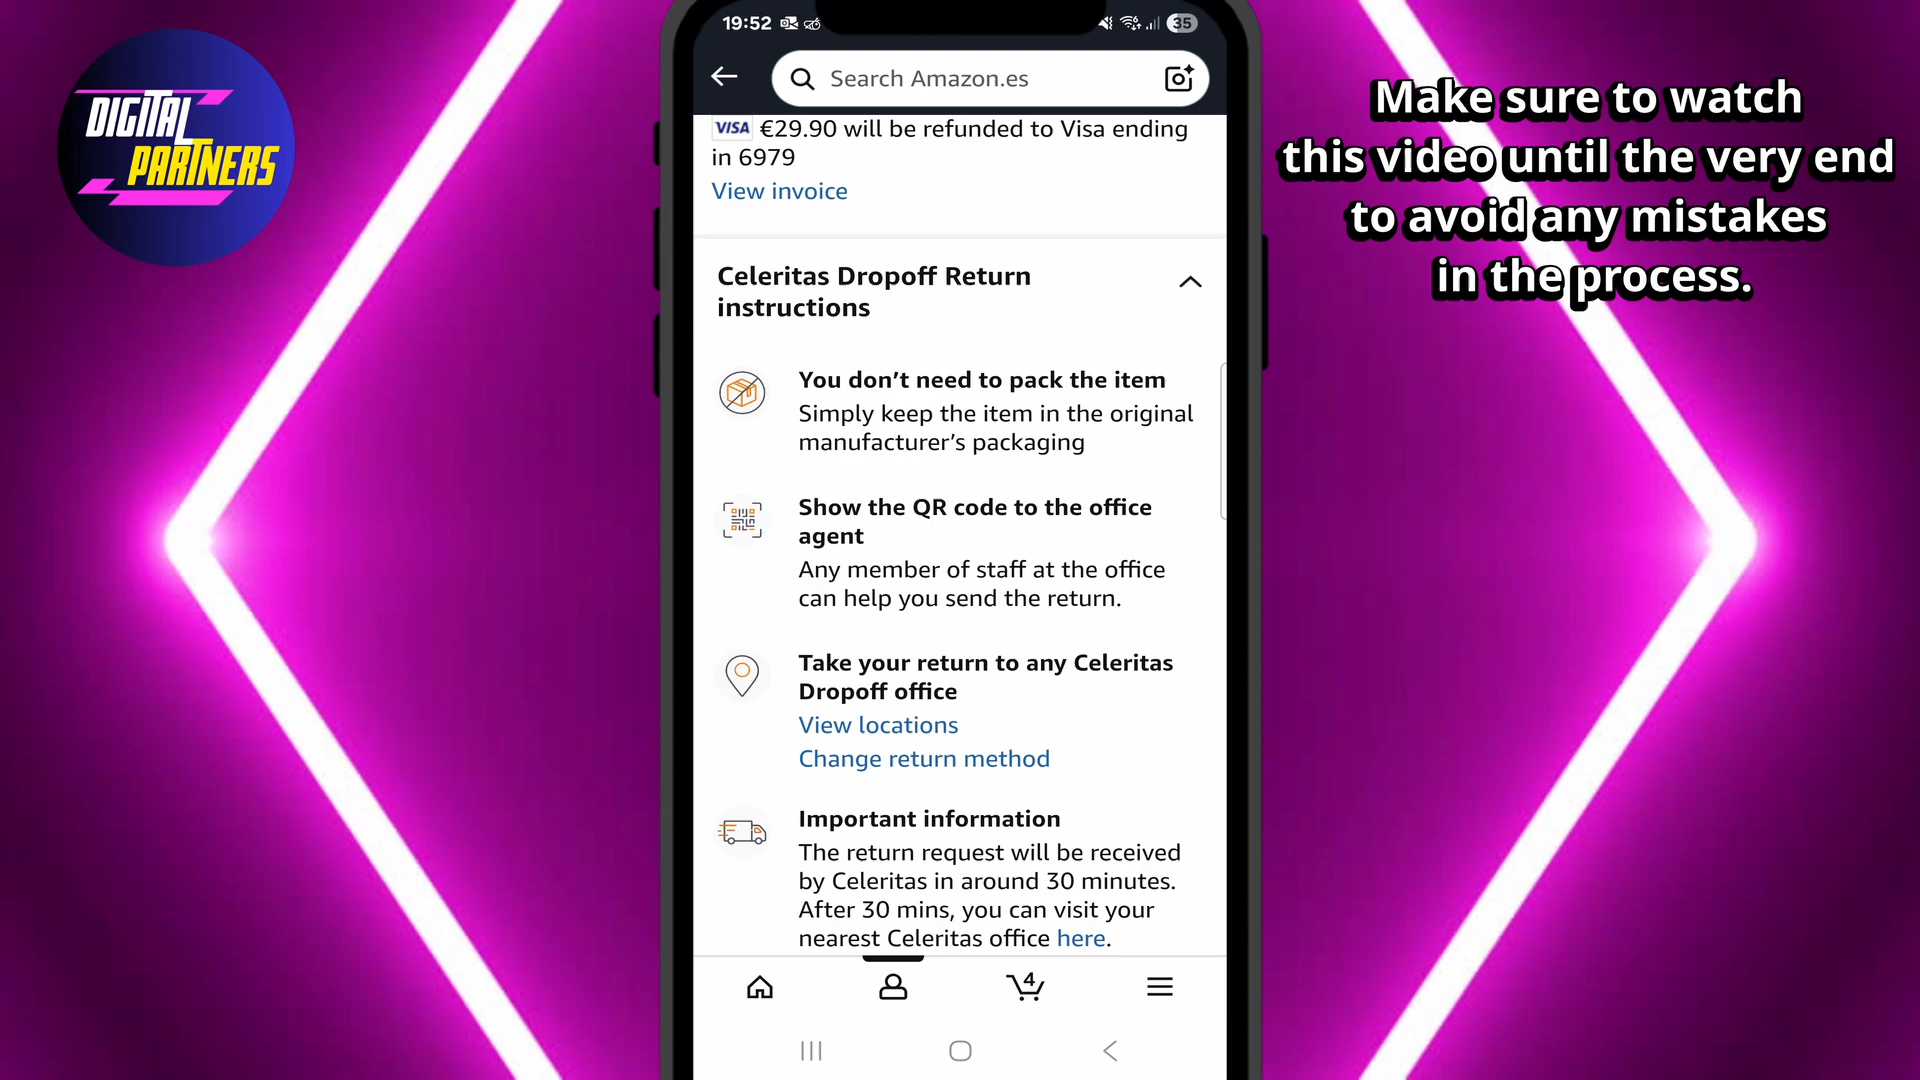 DIGITAL
PARTNERS
19:52
35
Search Amazon.es
VISA €29.90 will be refunded to Visa ending
in 6979
View invoice
Celeritas Dropoff Return
instructions
You don’t need to pack the item
Simply keep the item in the original
manufacturer’s packaging
Show the QR code to the office
agent
Any member of staff at the office
can help you send the return.
Take your return to any Celeritas
Dropoff office
View locations
Change return method
Important information
The return request will be received
by Celeritas in around 30 minutes.
After 30 mins, you can visit your
nearest Celeritas office here.
4
Make sure to watch
this video until the very end
to avoid any mistakes
in the process.